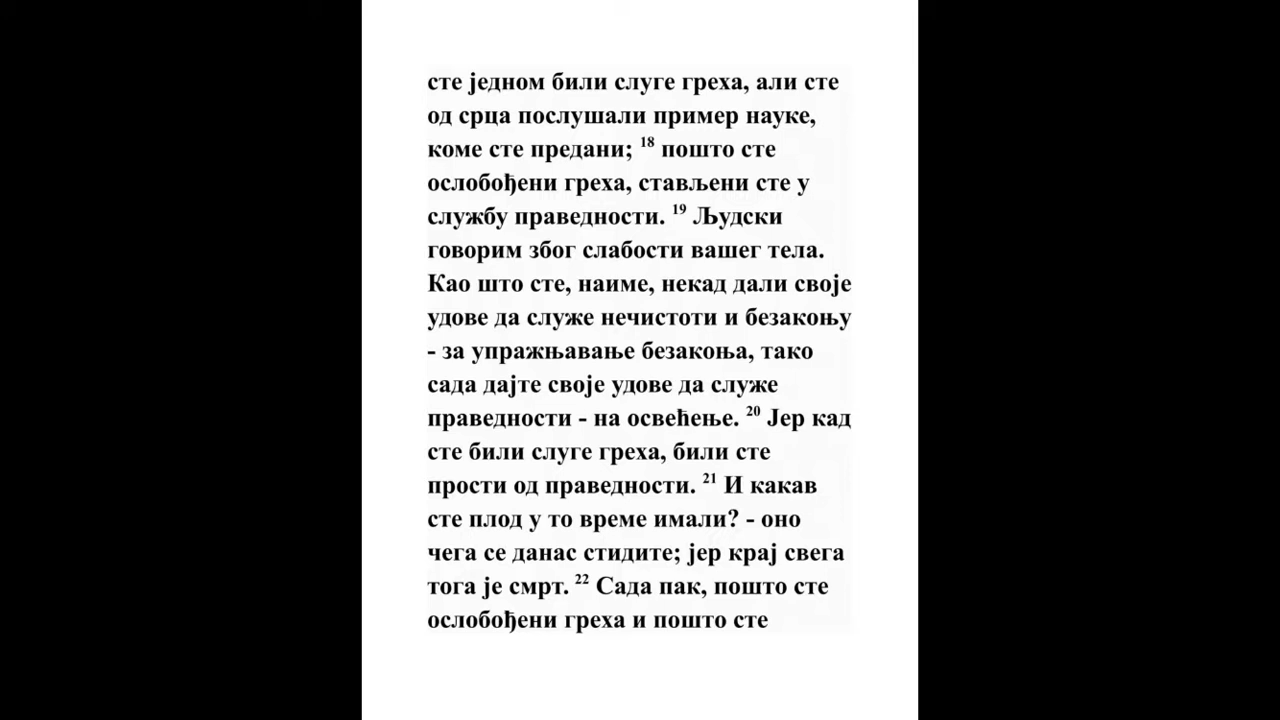 сте једном били слуге греха, али сте
од срца послушали пример науке,
коме сте предани; 18 пошто сте
ослобођени греха, стављени сте у
службу праведности. 19 Људски
говорим због слабости вашег тела.
Као што сте, наиме, некад дали своје
удове да служе нечистоти и безакоњу
- за упражњавање безакоња, тако
сада дајте своје удове да служе
праведности - на освећење. 20 Јер кад
сте били слуге греха, били сте
прости од праведности. 21 И какав
сте плод у то време имали? - оно
чега се данас стидите; јер крај свега
тога је смрт. 22 Сада пак, пошто сте
ослобођени греха и пошто сте